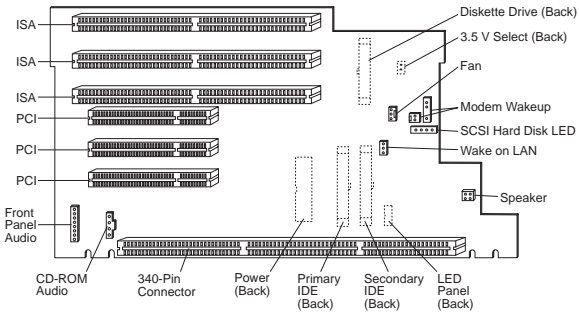 ISA
ISA
ISA
PCI
PCI
PCI
Front
Panel
Audio
CD-ROM
Audio
340-Pin
Connector
Power
(Back)
Primary
IDE
(Back)
Secondary
IDE
(Back)
LED
Panel
(Back)
Diskette Drive (Back)
3.5 V Select (Back)
Fan
Modem Wakeup
SCSI Hard Disk LED
Wake on LAN
Speaker